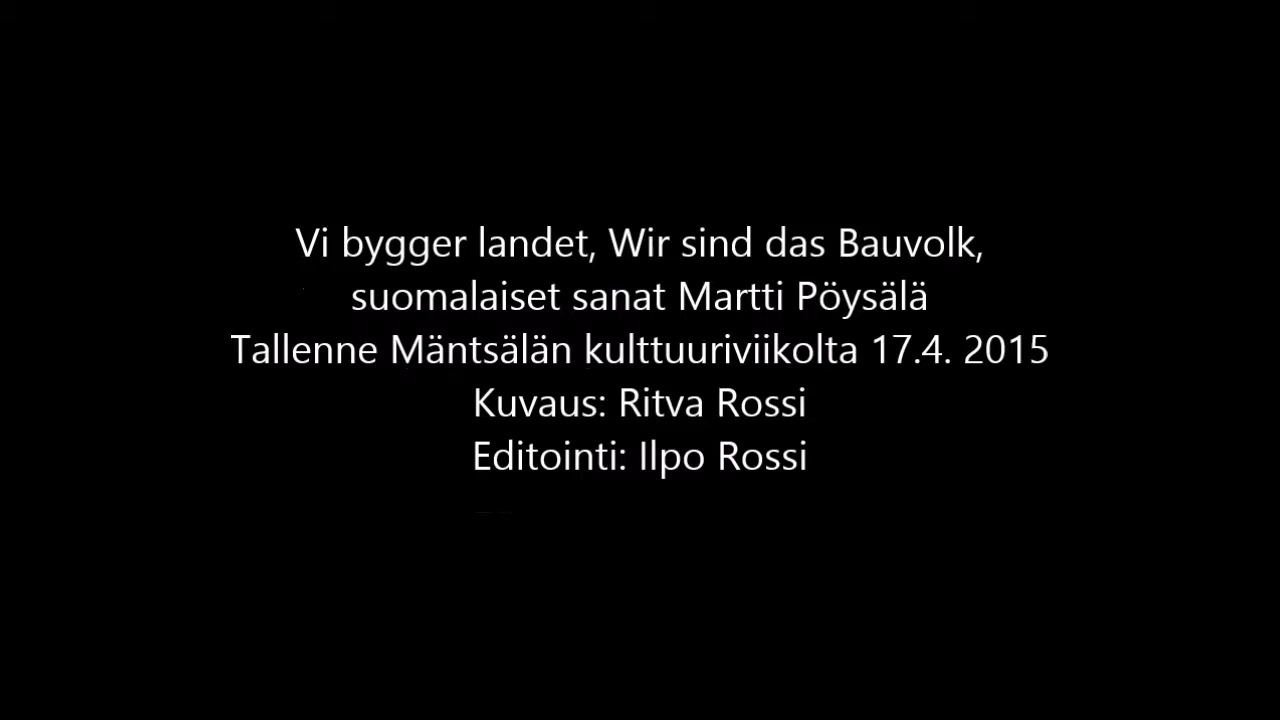 Vi bygger landet, Wir sind das Bauvolk,
suomalaiset sanat Martti Pöysälä
Tallenne Mäntsälän kulttuuriviikolta 17.4. 2015
Kuvaus: Ritva Rossi
Editointi: Ilpo Rossi